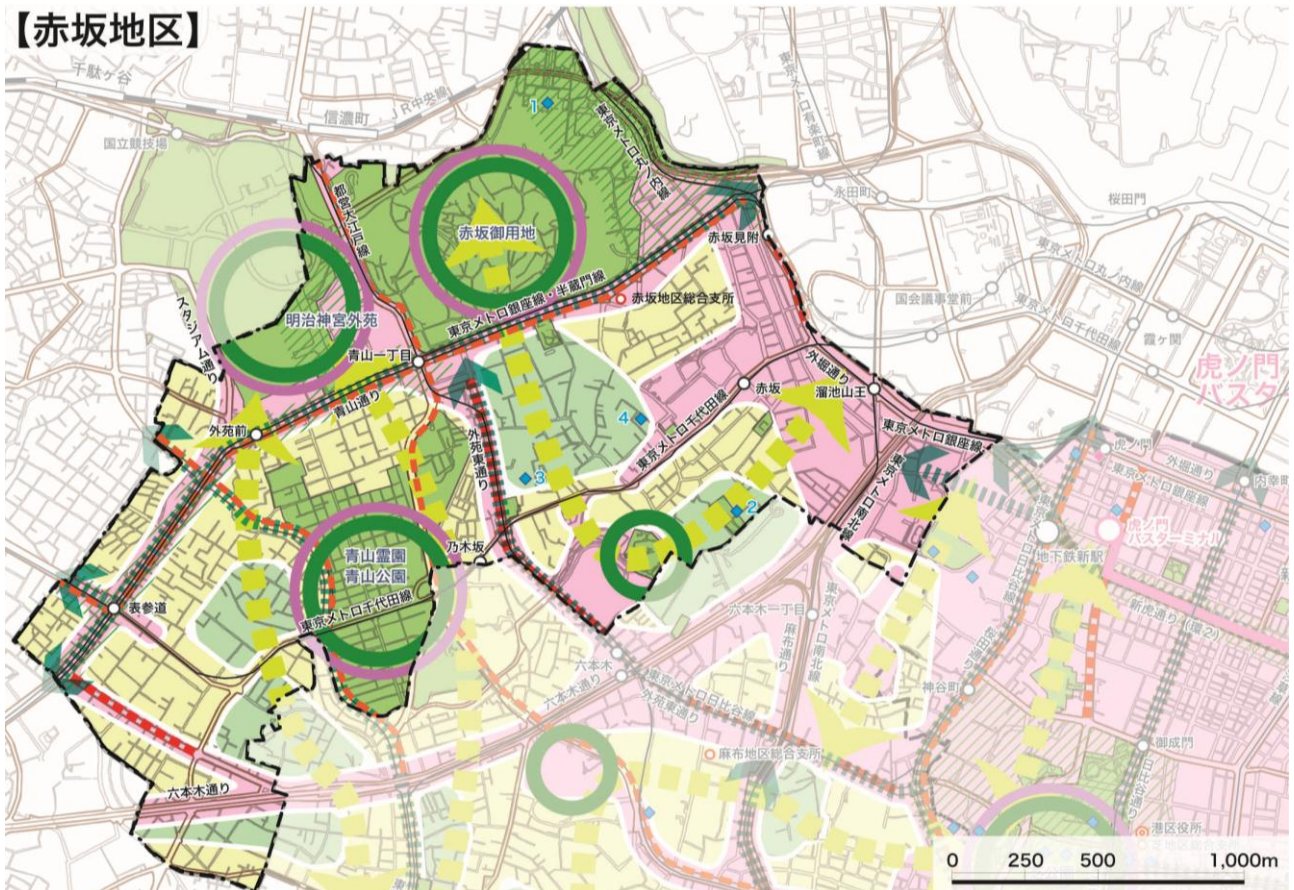 【赤坂地区】
千駄ケ谷
JR中央線
信濃町
国立競技場
東京メトロ有楽町線
東京メトロ丸ノ内線
1
都営大江戸線
永田町
桜田門
赤坂御用地
赤坂見附
東京メトロ丸ノ内線
国会議事堂前
東京メトロ千代田線
スタジアム通り
明治神宮外苑
東京メトロ銀座線・半蔵門線
赤坂地区総合支所
霞ヶ関
青山一丁目
外堀通り
虎ノ門
バスタ
青山通り
赤坂
溜池山王
外苑前
4
外苑東通り
東京メトロ千代田線
東京メトロ銀座線
虎ノ門
外堀通り
東京メトロ南北線
東京メトロ銀座線
内幸町
3
2
虎ノ門
バスターミナル
地下鉄新駅
乃木坂
青山霊園
青山公園
表参道
東京メトロ千代田線
六本木一丁目
東京メトロ南北線
麻布通り
新虎通り(環2)
六本木
六本木通り
東京メトロ日比谷線
外苑東通り
神谷町
桜田通り
麻布地区総合支所
御成門
日比谷通り
六本木通り
港区役所
0 250 500 1,000m